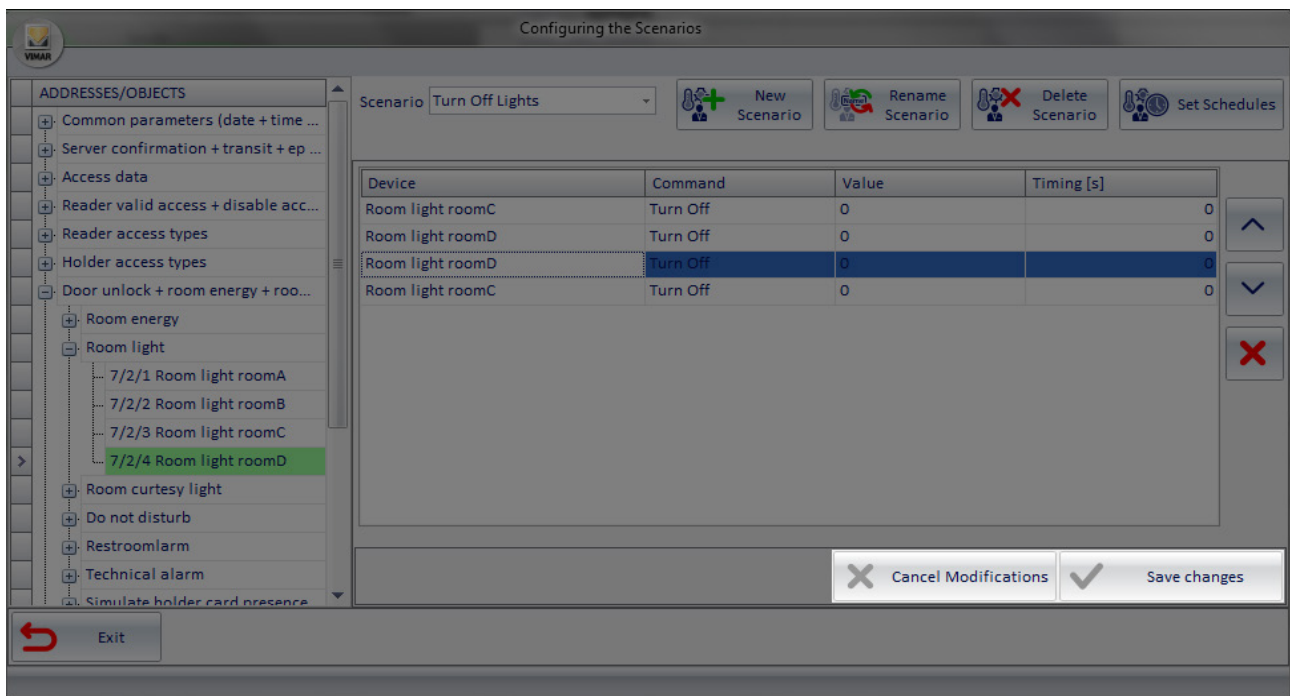 Configuring the Scenarios
VIMAR
ADDRESSES/OBJECTS
Common parameters (date + time ...
Server confirmation + transit + ep ...
Access data
Reader valid access + disable acc...
Reader access types
Holder access types
Door unlock + room energy + roo...
Room energy
Room light
7/2/1 Room light roomA
7/2/2 Room light roomB
7/2/3 Room light roomC
7/2/4 Room light roomD
Room curtesy light
Do not disturb
Restroomlarm
Technical alarm
Simulate holder card presence
Scenario Turn Off Lights
New Scenario
Rename Scenario
Delete Scenario
Set Schedules
Device Command Value Timing [s]
Room light roomC Turn Off 0 0
Room light roomD Turn Off 0 0
Room light roomD Turn Off 0 0
Room light roomC Turn Off 0 0
Cancel Modifications Save changes
Exit